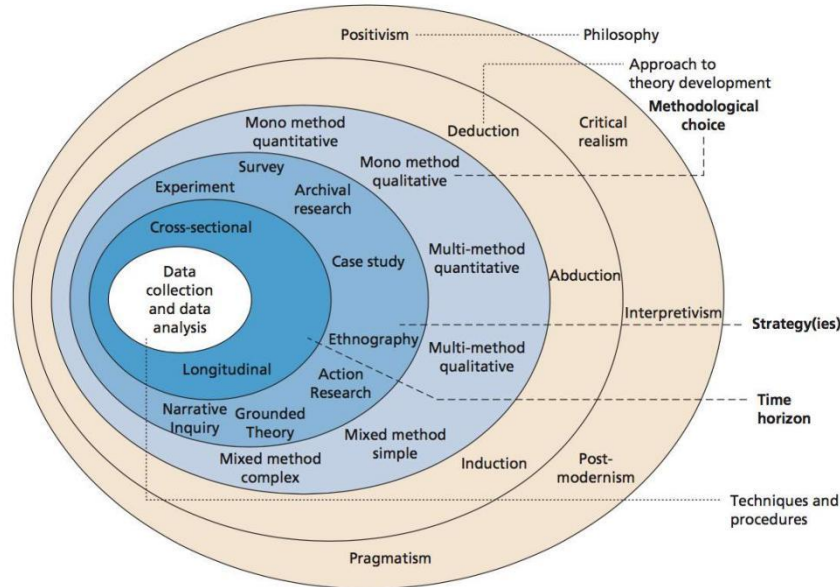 Positivism
Philosophy
Approach to
theory development
Methodological
choice
Mono method
quantitative
Deduction
Critical
realism
Survey
Mono method
qualitative
Experiment
Archival
research
Cross-sectional
Case study
Multi-method
quantitative
Data
collection
and data
analysis
Abduction
Interpretivism
Strategy(ies)
Ethnography
Multi-method
qualitative
Longitudinal
Action
Research
Time
horizon
Narrative
Inquiry
Grounded
Theory
Mixed method
simple
Mixed method
complex
Induction
Post-
modernism
Techniques and
procedures
Pragmatism